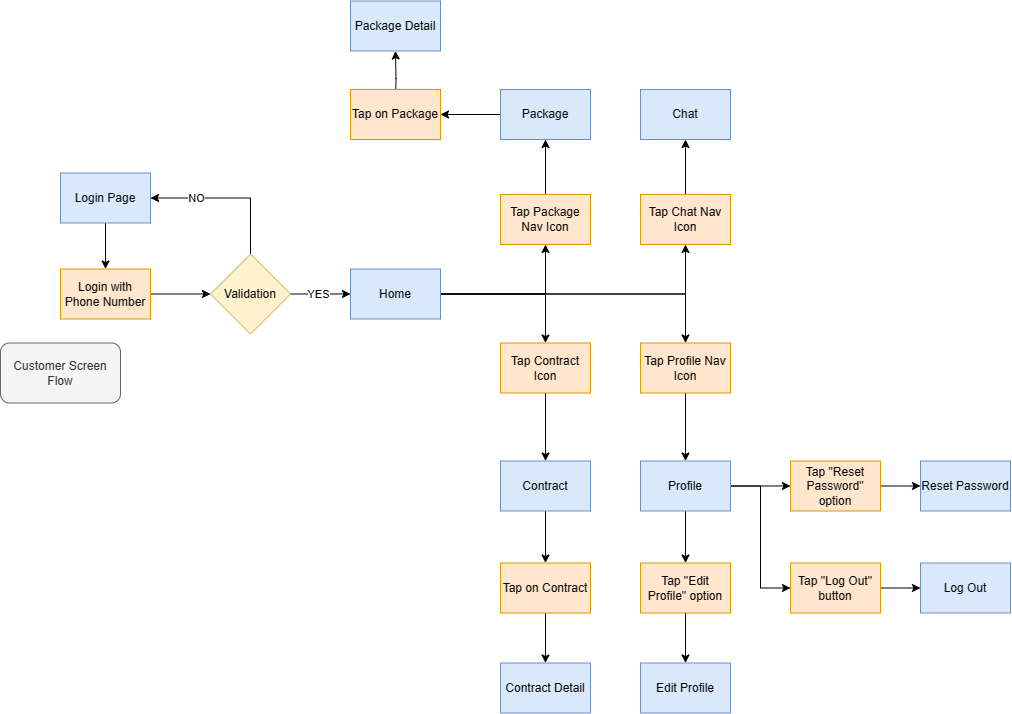 Package Detail
Tap on Package
Package
Chat
Login Page
NO
Tap Package
Nav Icon
Tap Chat Nav
Icon
Login with
Phone Number
Validation
YES
Home
Customer Screen
Flow
Tap Contract
Icon
Tap Profile Nav
Icon
Contract
Profile
Tap "Reset
Password"
option
Reset Password
Tap on Contract
Tap "Edit
Profile" option
Tap "Log Out"
button
Log Out
Contract Detail
Edit Profile